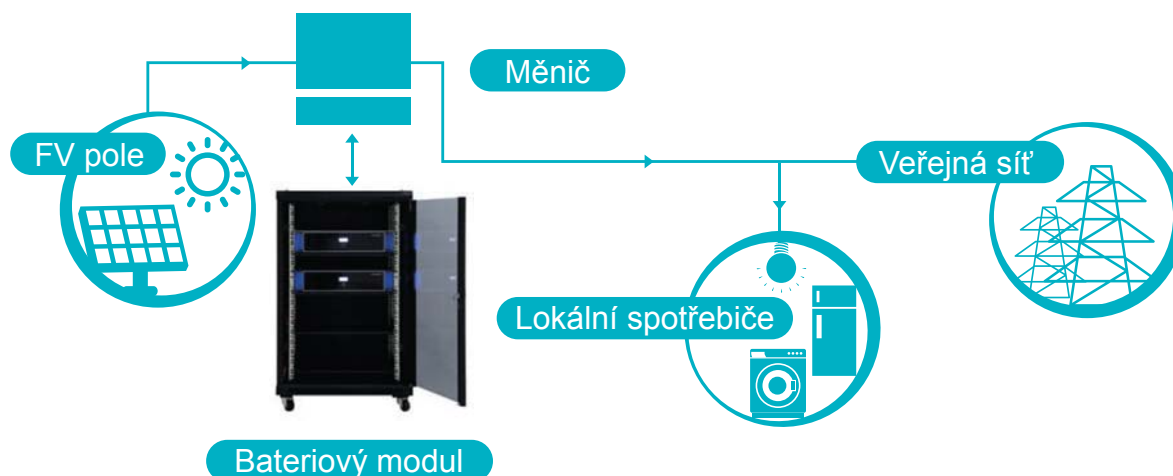 Měnič
FV pole
Veřejná síť
Lokální spotřebiče
Bateriový modul